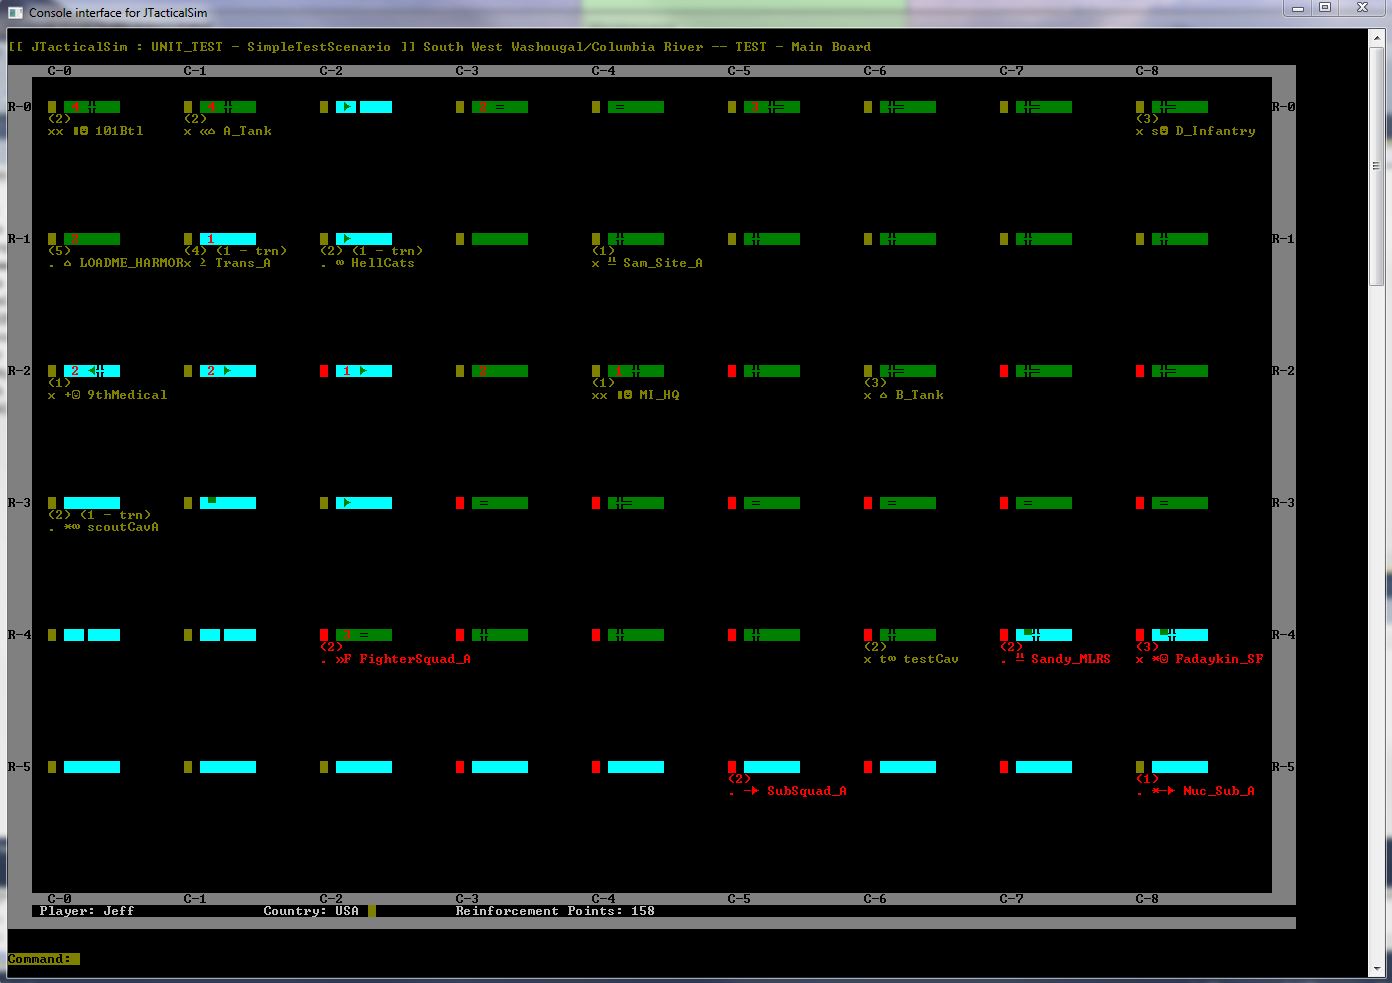 Console interface for JTacticalSim
[[ JTacticalSim : UNIT_TEST - SimpleTestScenario ]] South West Washougal/Columbia River -- TEST - Main Board
C-0 C-1 C-2 C-3 C-4 C-5 C-6 C-7 C-8
R-0 R-0
(2) (2) (3)
xx 101Btl x A_Tank x s D_Infantry
R-1 1 R-1
(5) (4) (1 - trn) (2) (1 - trn) (1)
. LOADME_HARMORx Trans_A . HellCats x Sam_Site_A
R-2 2 2 1 R-2
(1) (1) (3)
x + 9thMedical xx MI_HQ x B_Tank
R-3 = = = = = R-3
(2) (1 - trn)
. *∞ scoutCavA
R-4 = R-4
(2) (2) (2) (3)
. »F FighterSquad_A x t∞ testCav . Sandy_MLRS x * Fadaykin_SF
R-5 R-5
(2) (1)
. SubSquad_A . * Nuc_Sub_A
C-0 C-1 C-2 C-3 C-4 C-5 C-6 C-7 C-8
Player: Jeff Country: USA Reinforcement Points: 158
Command: